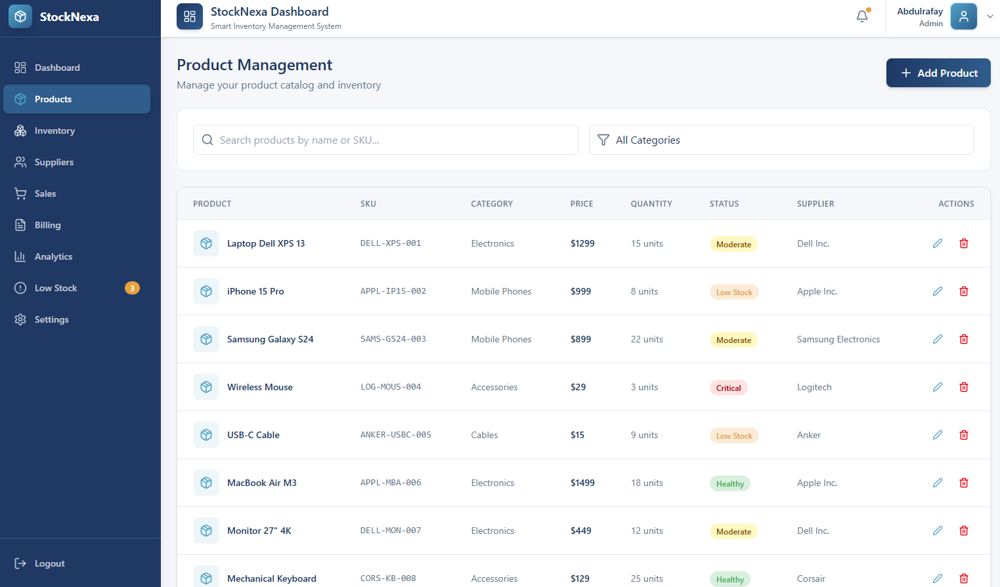 StockNexa
StockNexa Dashboard
Smart Inventory Management System
Abdulrafay
Admin
Dashboard
Products
Inventory
Suppliers
Sales
Billing
Analytics
Low Stock 3
Settings
Logout
Product Management
Manage your product catalog and inventory
Add Product
Search products by name or SKU...
All Categories
PRODUCT SKU CATEGORY PRICE QUANTITY STATUS SUPPLIER ACTIONS
Laptop Dell XPS 13 DELL-XPS-001 Electronics $1299 15 units Moderate Dell Inc.
iPhone 15 Pro APPL-IP15-002 Mobile Phones $999 8 units Low Stock Apple Inc.
Samsung Galaxy S24 SAMS-GS24-003 Mobile Phones $899 22 units Moderate Samsung Electronics
Wireless Mouse LOG-MOUS-004 Accessories $29 3 units Critical Logitech
USB-C Cable ANKER-USBC-005 Cables $15 9 units Low Stock Anker
MacBook Air M3 APPL-MBA-006 Electronics $1499 18 units Healthy Apple Inc.
Monitor 27" 4K DELL-MON-007 Electronics $449 12 units Moderate Dell Inc.
Mechanical Keyboard CORS-KB-008 Accessories $129 25 units Healthy Corsair